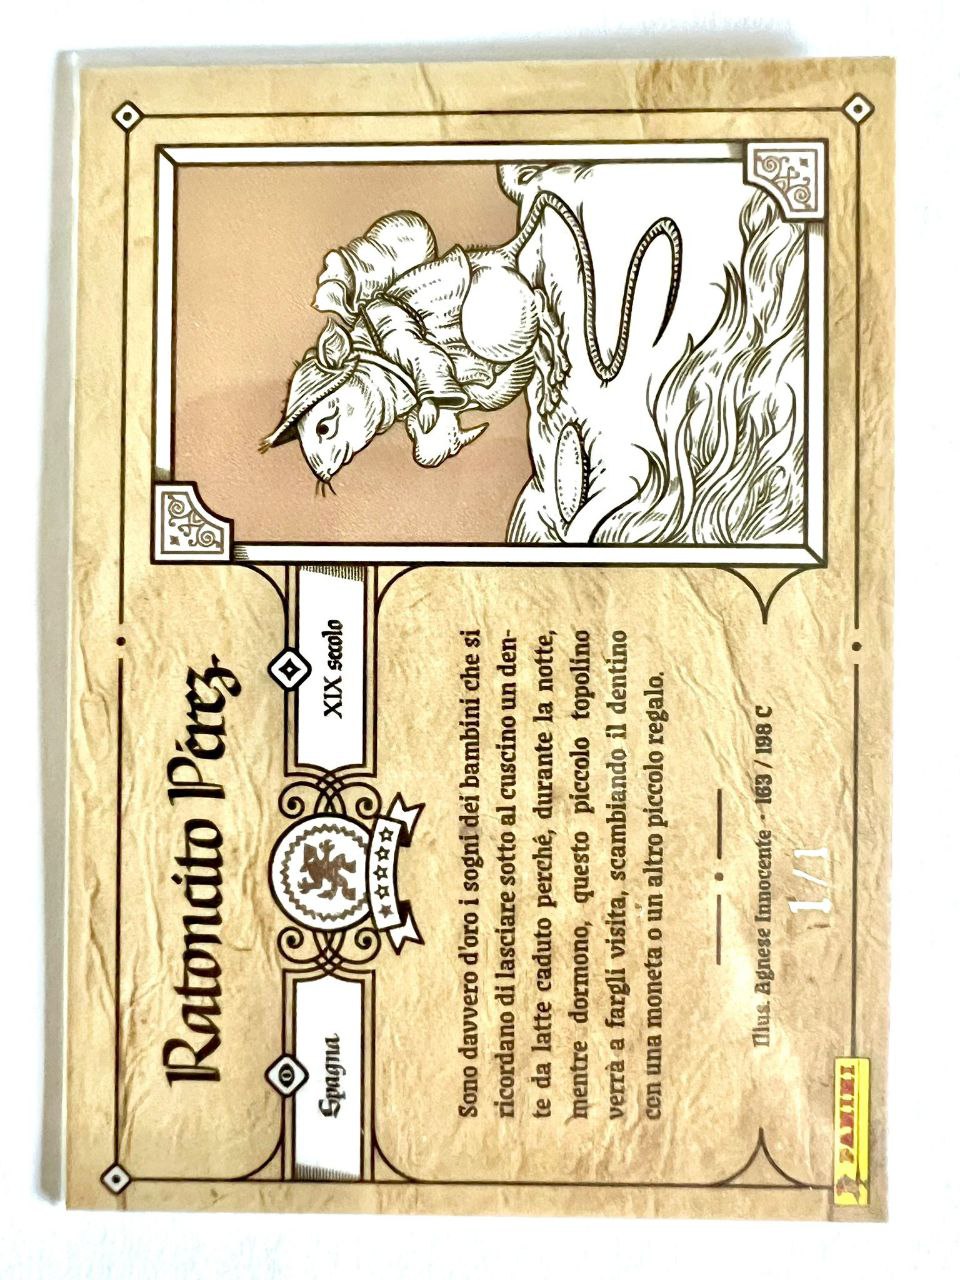 Ratoncito Pérez
Spagna
XIX secolo
Sono davvero d'oro i sogni dei bambini che si
ricordano di lasciare sotto al cuscino un den-
te da latte caduto perché, durante la notte,
mentre dormono, questo piccolo topolino
verrà a fargli visita, scambiando il dentino
con una moneta o un altro piccolo regalo.
Illus. Agnese Innocente • 163 / 198 C
1/1
PANINI